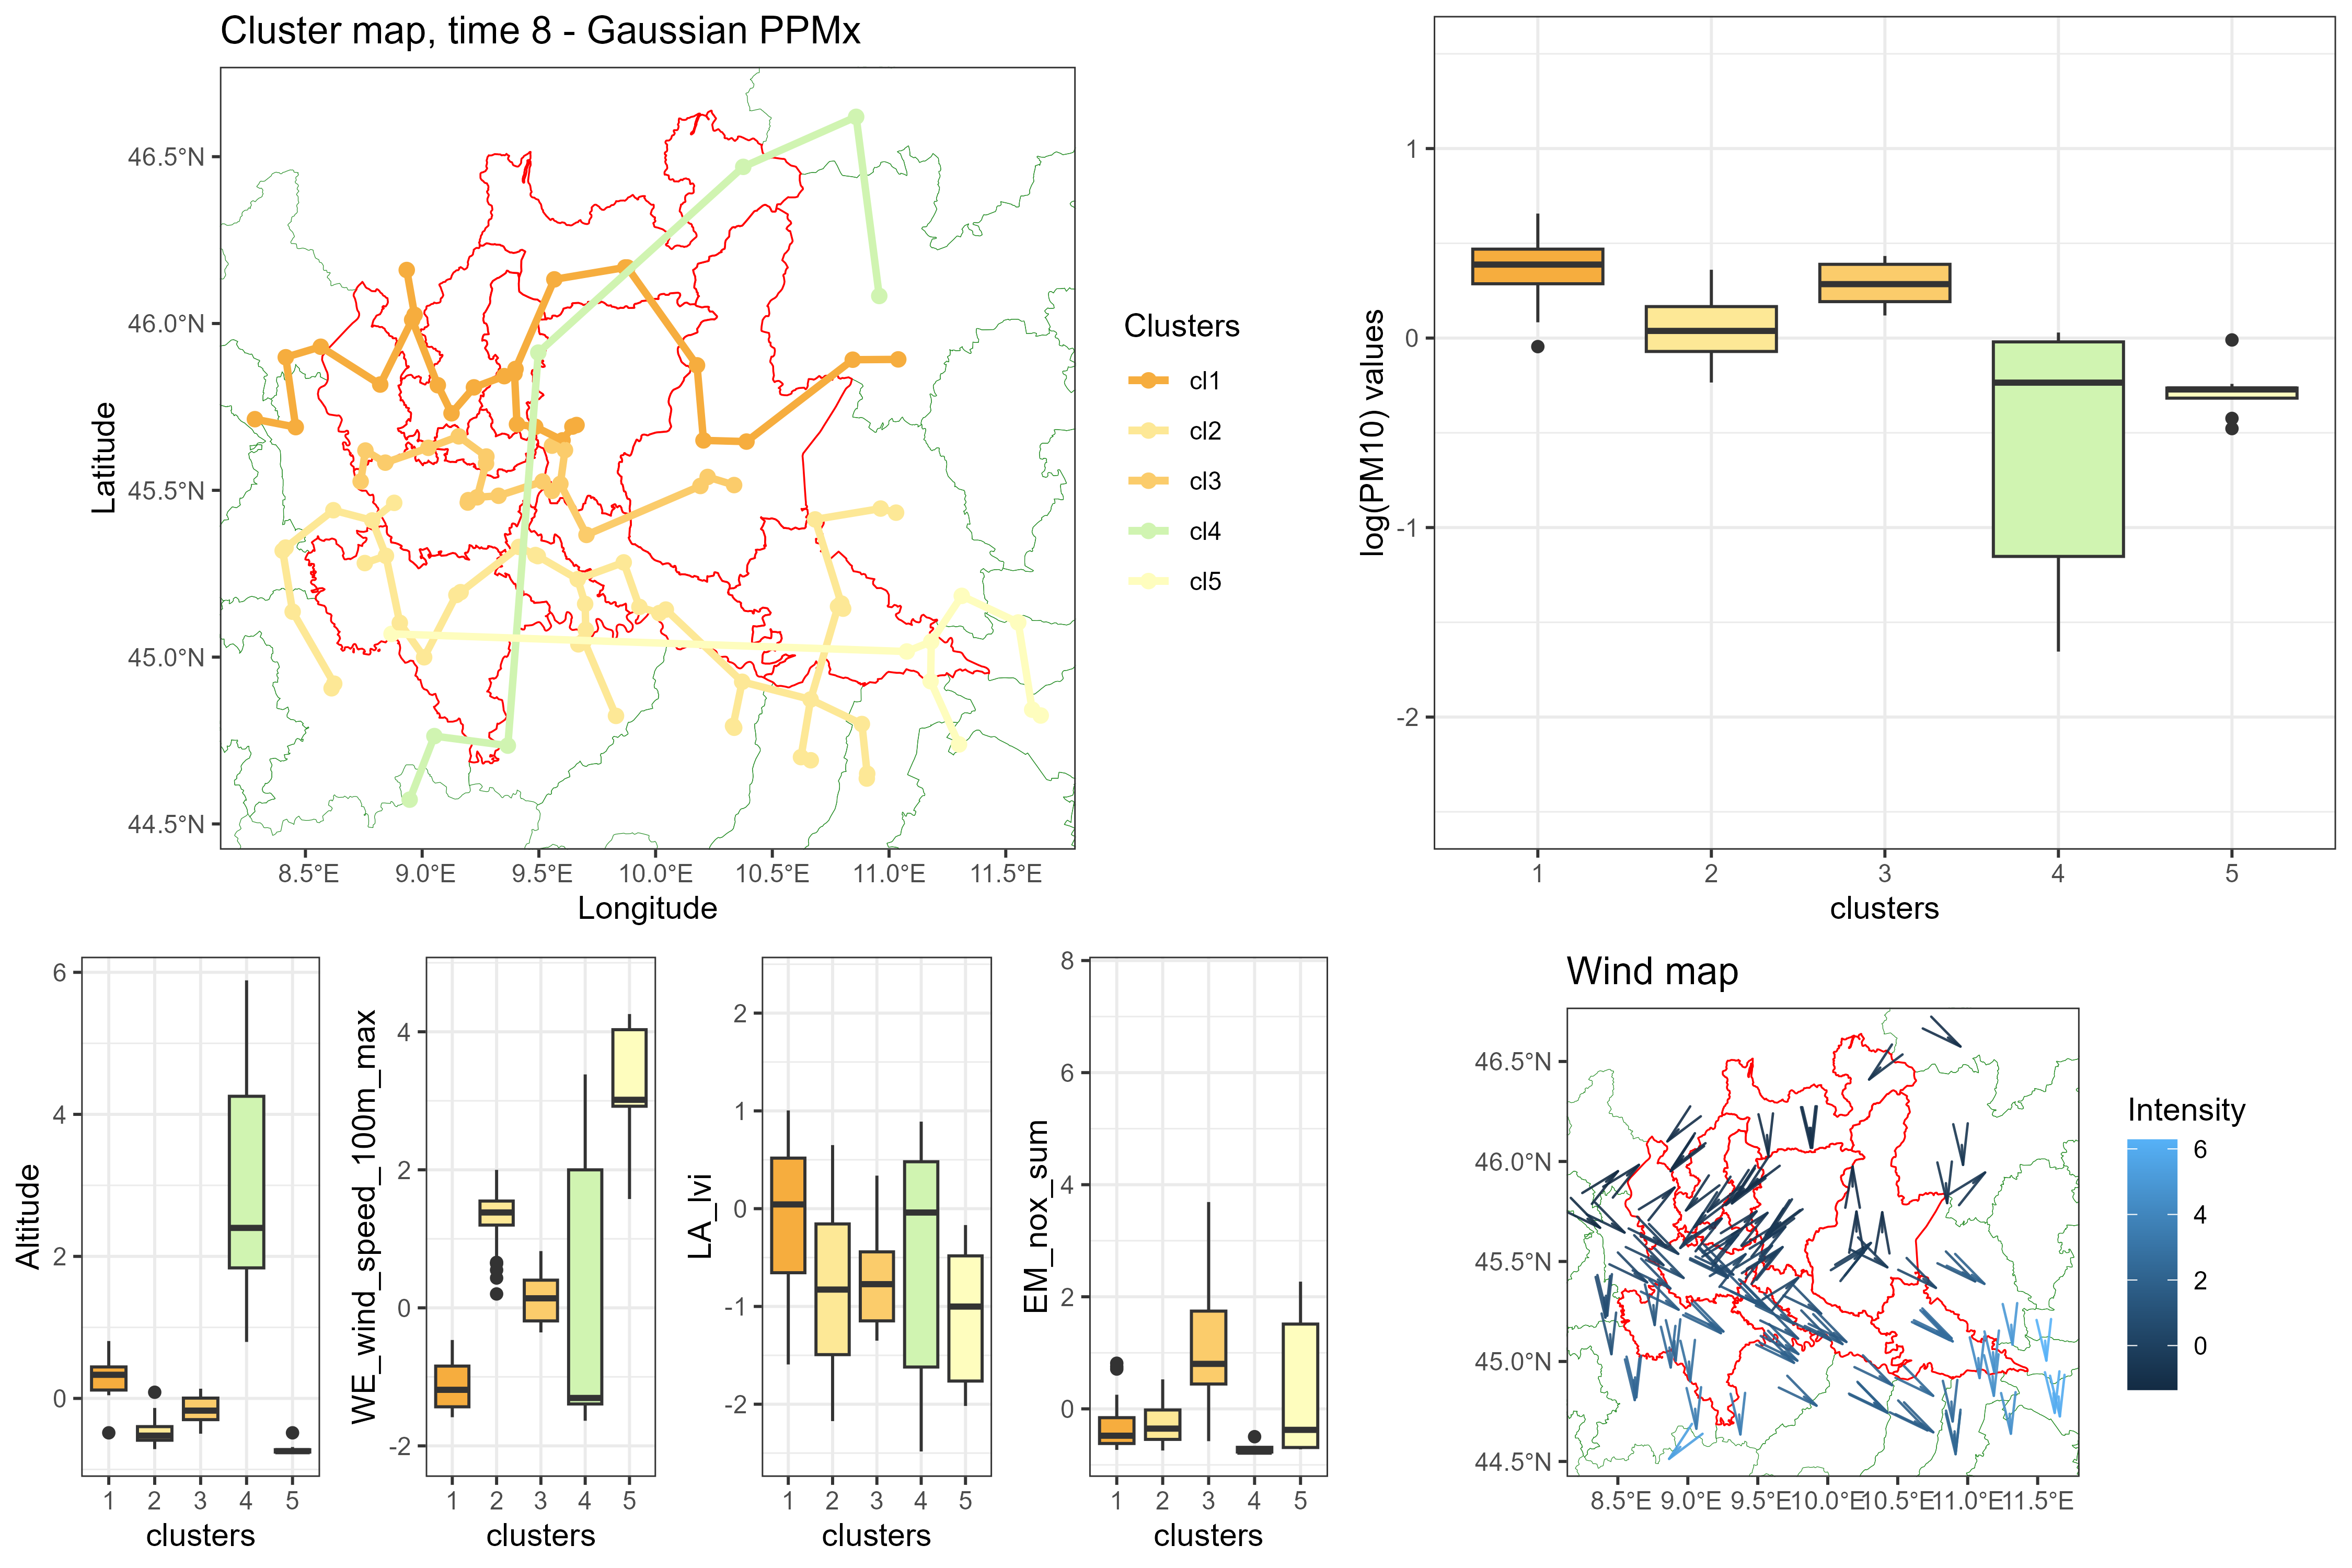 Cluster map, time 8 - Gaussian PPMx
46.5°N
46.0°N
45.5°N
45.0°N
44.5°N
Latitude
8.5°E 9.0°E 9.5°E 10.0°E 10.5°E 11.0°E 11.5°E
Longitude
Clusters
cl1
cl2
cl3
cl4
cl5
log(PM10) values
1
0
-1
-2
1 2 3 4 5
clusters
Altitude
6
4
2
0
1 2 3 4 5
clusters
WE_wind_speed_100m_max
4
2
0
-2
1 2 3 4 5
clusters
LA_lvi
2
1
0
-1
-2
1 2 3 4 5
clusters
EM_nox_sum
8
6
4
2
0
1 2 3 4 5
clusters
Wind map
46.5°N
46.0°N
45.5°N
45.0°N
44.5°N
8.5°E 9.0°E 9.5°E 10.0°E 10.5°E 11.0°E 11.5°E
Intensity
6
4
2
0